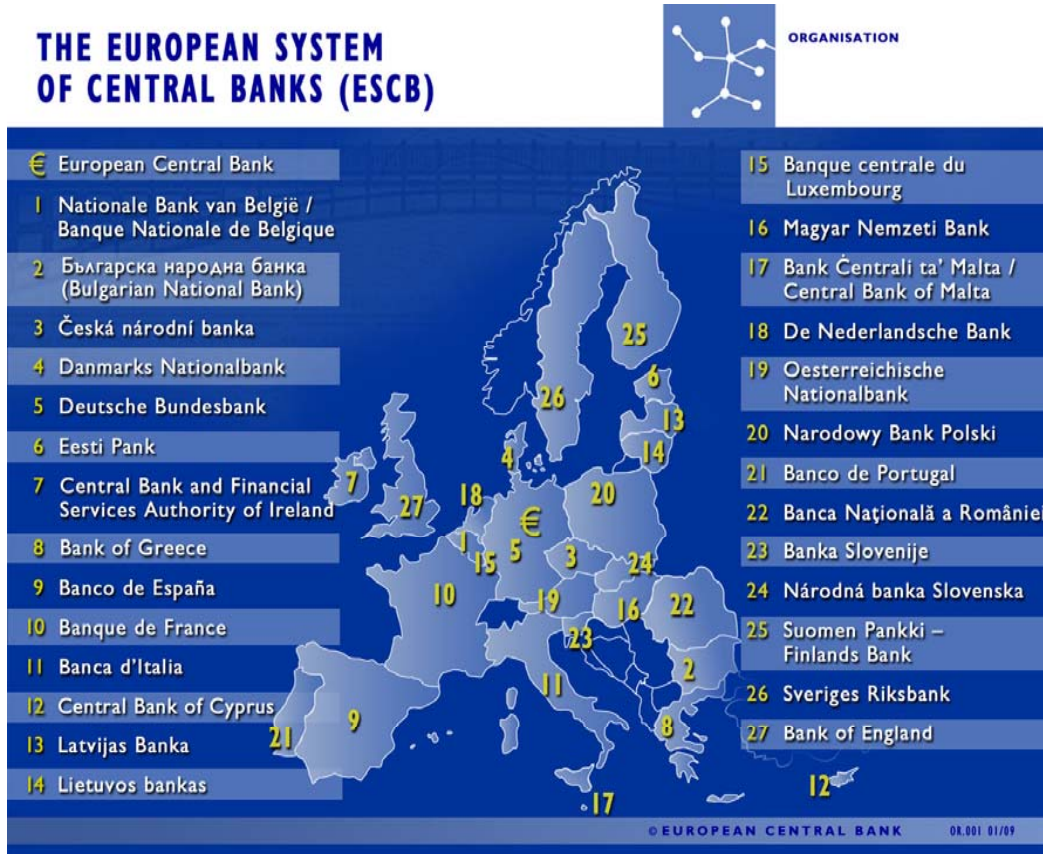 THE EUROPEAN SYSTEM
OF CENTRAL BANKS (ESCB)
ORGANISATION
€ European Central Bank
1 Nationale Bank van België /
Banque Nationale de Belgique
2 Българска народна банка
(Bulgarian National Bank)
3 Česká národní banka
4 Danmarks Nationalbank
5 Deutsche Bundesbank
6 Eesti Pank
7 Central Bank and Financial
Services Authority of Ireland
8 Bank of Greece
9 Banco de España
10 Banque de France
11 Banca d'Italia
12 Central Bank of Cyprus
13 Latvijas Banka
14 Lietuvos bankas
25
6
26
13
14
4
7
18
20
27
€
1
5
3
15
24
10
19
16
22
23
2
11
9
8
21
12
17
15 Banque centrale du
Luxembourg
16 Magyar Nemzeti Bank
17 Bank Ċentrali ta' Malta /
Central Bank of Malta
18 De Nederlandsche Bank
19 Oesterreichische
Nationalbank
20 Narodowy Bank Polski
21 Banco de Portugal
22 Banca Naţională a României
23 Banka Slovenije
24 Národná banka Slovenska
25 Suomen Pankki –
Finlands Bank
26 Sveriges Riksbank
27 Bank of England
© EUROPEAN CENTRAL BANK OR.001 01/09